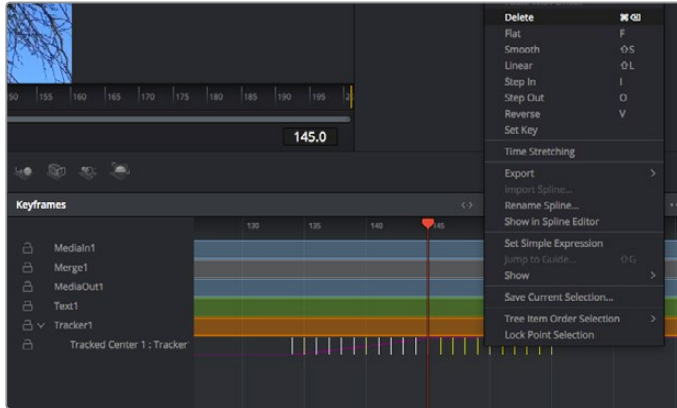 Delete ⌘⌫
Flat F
Smooth ⇧S
Linear ⇧L
Step In I
Step Out O
Reverse V
Set Key
Time Stretching
Export >
Import Spline...
Rename Spline...
Show in Spline Editor
Set Simple Expression
Jump to Guide... ⇧G
Show >
Save Current Selection...
Tree Item Order Selection >
Lock Point Selection
50 155 160 165 170 175 180 185 190 195
145.0
Keyframes
130 135 140 145
MediaIn1
Merge1
MediaOut1
Text1
Tracker1
Tracked Center 1 : Tracker